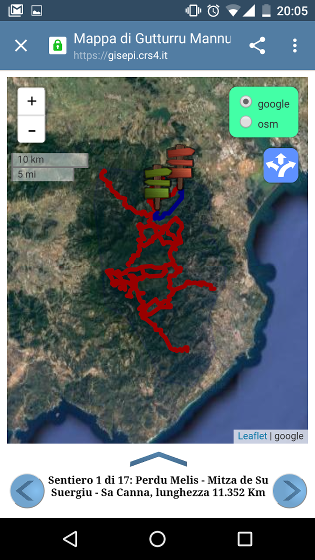 20:05
Mappa di Gutturru Mannu
https://gisepi.crs4.it
+
-
google
osm
10 km
5 mi
Leaflet | google
Sentiero 1 di 17: Perdu Melis - Mitza de Su
Suergiu - Sa Canna, lunghezza 11.352 Km